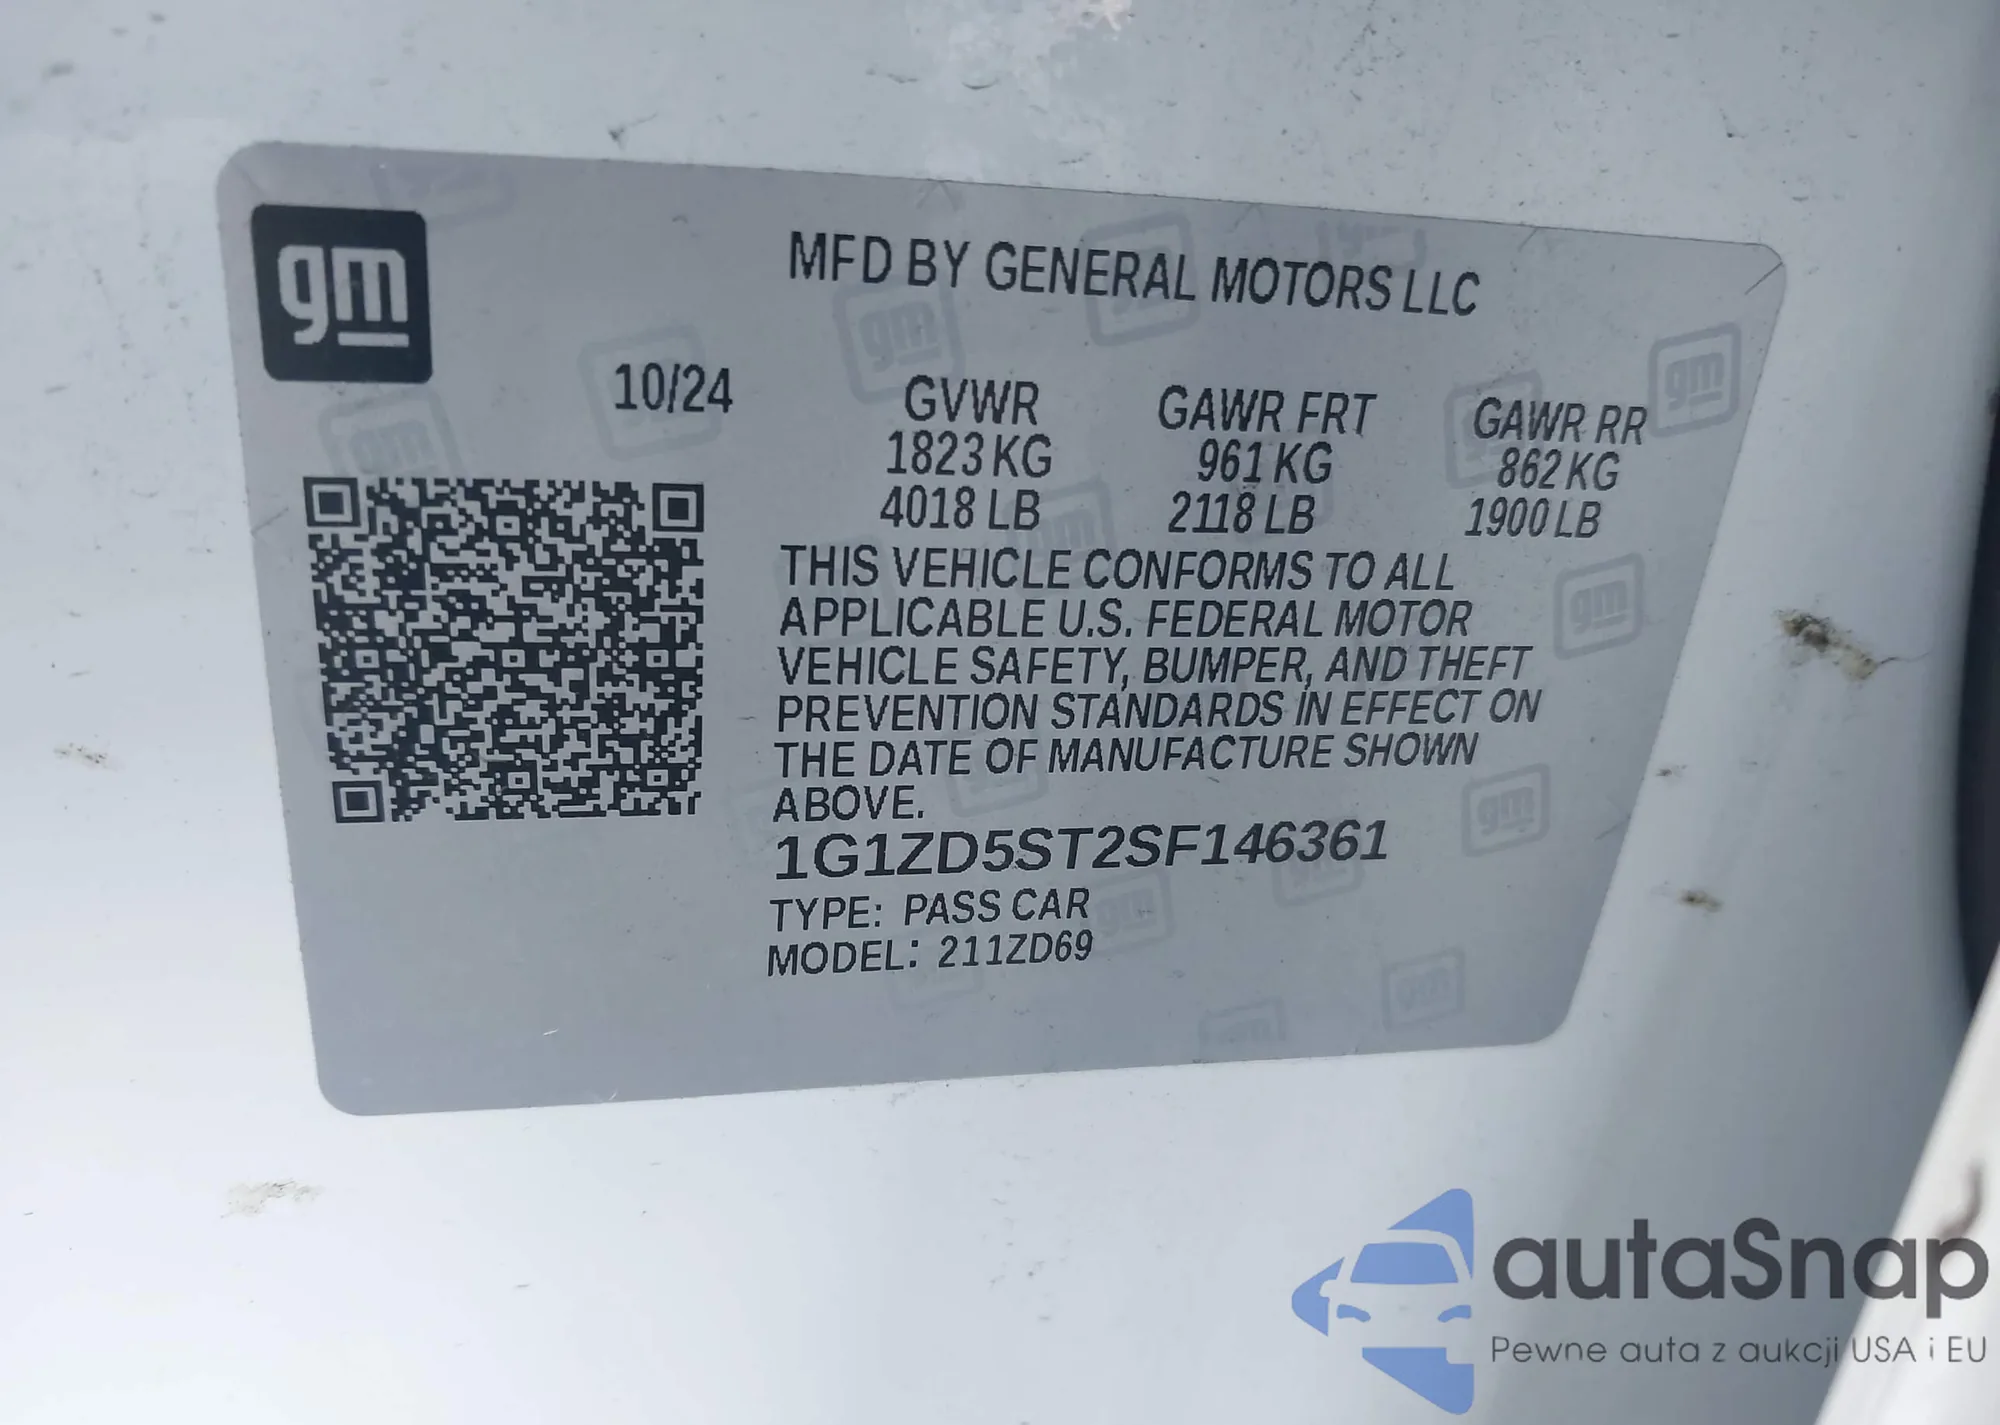 gm
MFD BY GENERAL MOTORS LLC
10/24
GVWR GAWR FRT GAWR RR
1823 KG 961 KG 862 KG
4018 LB 2118 LB 1900 LB
THIS VEHICLE CONFORMS TO ALL
APPLICABLE U.S. FEDERAL MOTOR
VEHICLE SAFETY, BUMPER, AND THEFT
PREVENTION STANDARDS IN EFFECT ON
THE DATE OF MANUFACTURE SHOWN
ABOVE.
1G1ZD5ST2SF146361
TYPE: PASS CAR
MODEL: 211ZD69
autaSnap
Pewne auta z aukcji USA i EU